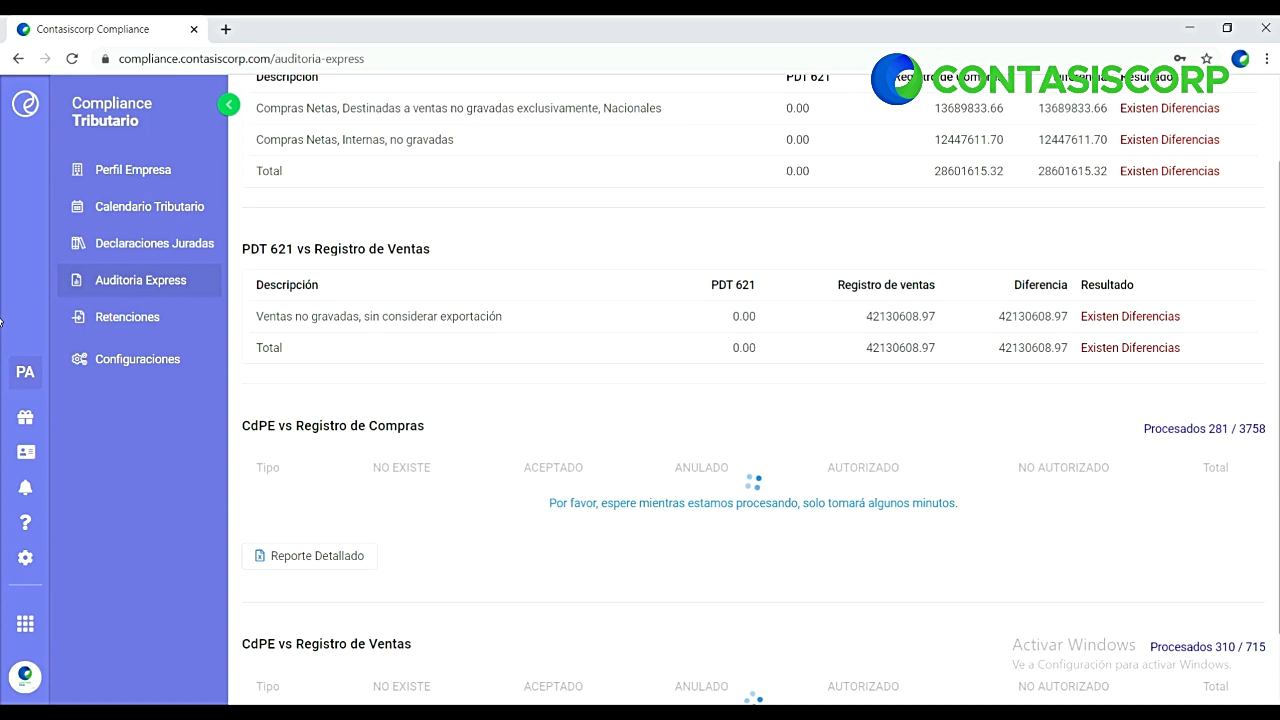 Contasiscorp Compliance
compliance.contasiscorp.com/auditoria-express
CONTASISCORP
Compliance
Tributario
Perfil Empresa
Calendario Tributario
Declaraciones Juradas
Auditoria Express
Retenciones
Configuraciones
PA
Descripción PDT 621 Registro de Compras Diferencia Resultado
Compras Netas, Destinadas a ventas no gravadas exclusivamente, Nacionales 0.00 13689833.66 13689833.66 Existen Diferencias
Compras Netas, Internas, no gravadas 0.00 12447611.70 12447611.70 Existen Diferencias
Total 0.00 28601615.32 28601615.32 Existen Diferencias
PDT 621 vs Registro de Ventas
Descripción PDT 621 Registro de ventas Diferencia Resultado
Ventas no gravadas, sin considerar exportación 0.00 42130608.97 42130608.97 Existen Diferencias
Total 0.00 42130608.97 42130608.97 Existen Diferencias
CdPE vs Registro de Compras Procesados 281 / 3758
Tipo NO EXISTE ACEPTADO ANULADO AUTORIZADO NO AUTORIZADO Total
Por favor, espere mientras estamos procesando, solo tomará algunos minutos.
Reporte Detallado
CdPE vs Registro de Ventas Procesados 310 / 715
Activar Windows
Ve a Configuración para activar Windows.
Tipo NO EXISTE ACEPTADO ANULADO AUTORIZADO NO AUTORIZADO Total